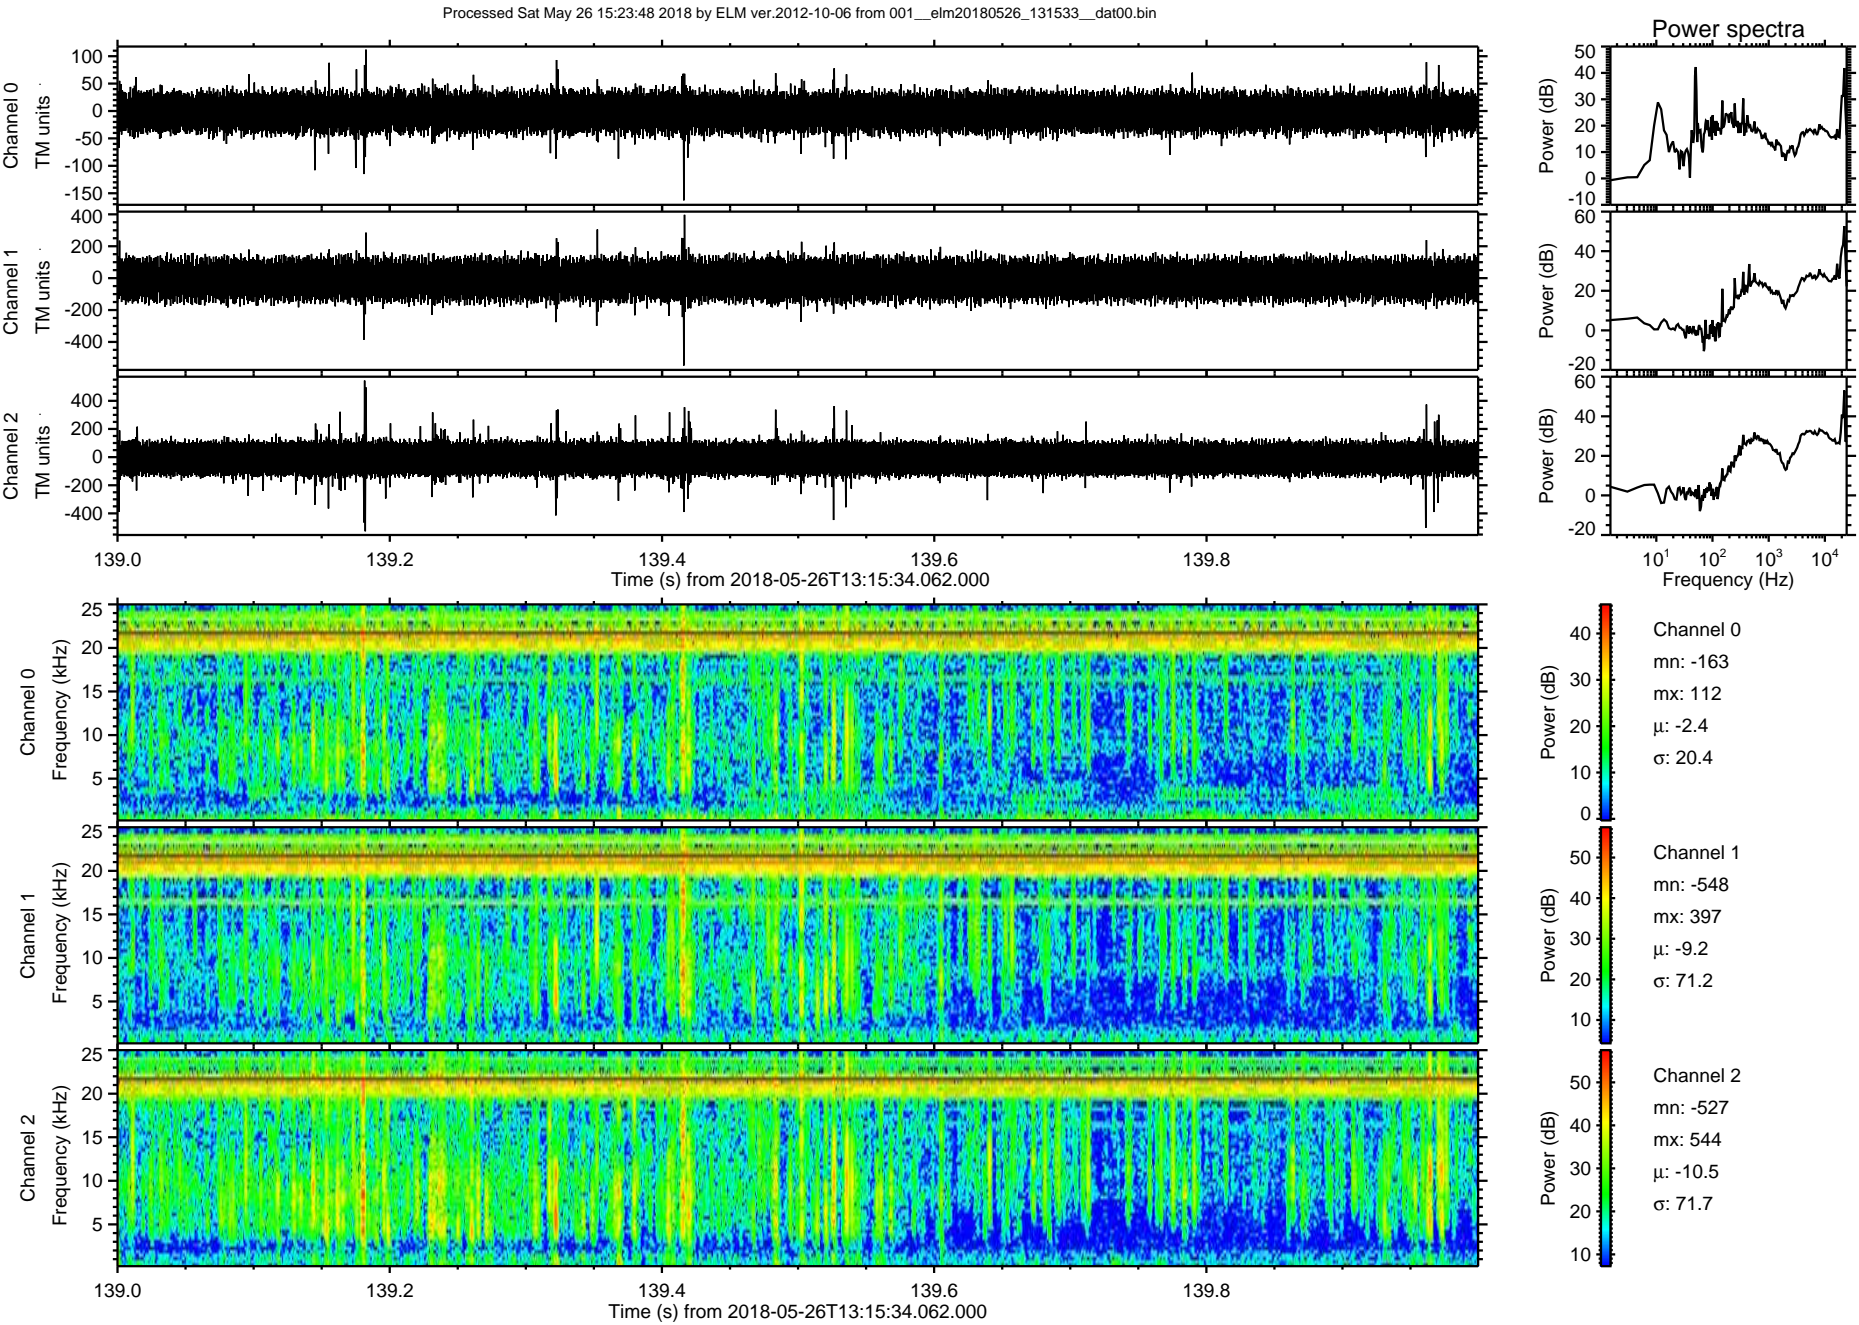 Processed Sat May 26 15:23:48 2018 by ELM ver.2012-10-06 from 001__elm20180526_131533__dat00.bin
Power spectra
Channel 0
TM units
100
50
0
-50
-100
-150
Power (dB)
50
40
30
20
10
0
-10
Channel 1
TM units
400
200
0
-200
-400
Power (dB)
60
40
20
0
-20
Channel 2
TM units
400
200
0
-200
-400
Power (dB)
60
40
20
0
-20
139.0 139.2 139.4 139.6 139.8
Time (s) from 2018-05-26T13:15:34.062.000
10^1 10^2 10^3 10^4
Frequency (Hz)
Channel 0
Frequency (kHz)
25
20
15
10
5
Power (dB)
40
30
20
10
0
Channel 0
mn: -163
mx: 112
μ: -2.4
σ: 20.4
Channel 1
Frequency (kHz)
25
20
15
10
5
Power (dB)
50
40
30
20
10
Channel 1
mn: -548
mx: 397
μ: -9.2
σ: 71.2
Channel 2
Frequency (kHz)
25
20
15
10
5
Power (dB)
50
40
30
20
10
Channel 2
mn: -527
mx: 544
μ: -10.5
σ: 71.7
139.0 139.2 139.4 139.6 139.8
Time (s) from 2018-05-26T13:15:34.062.000